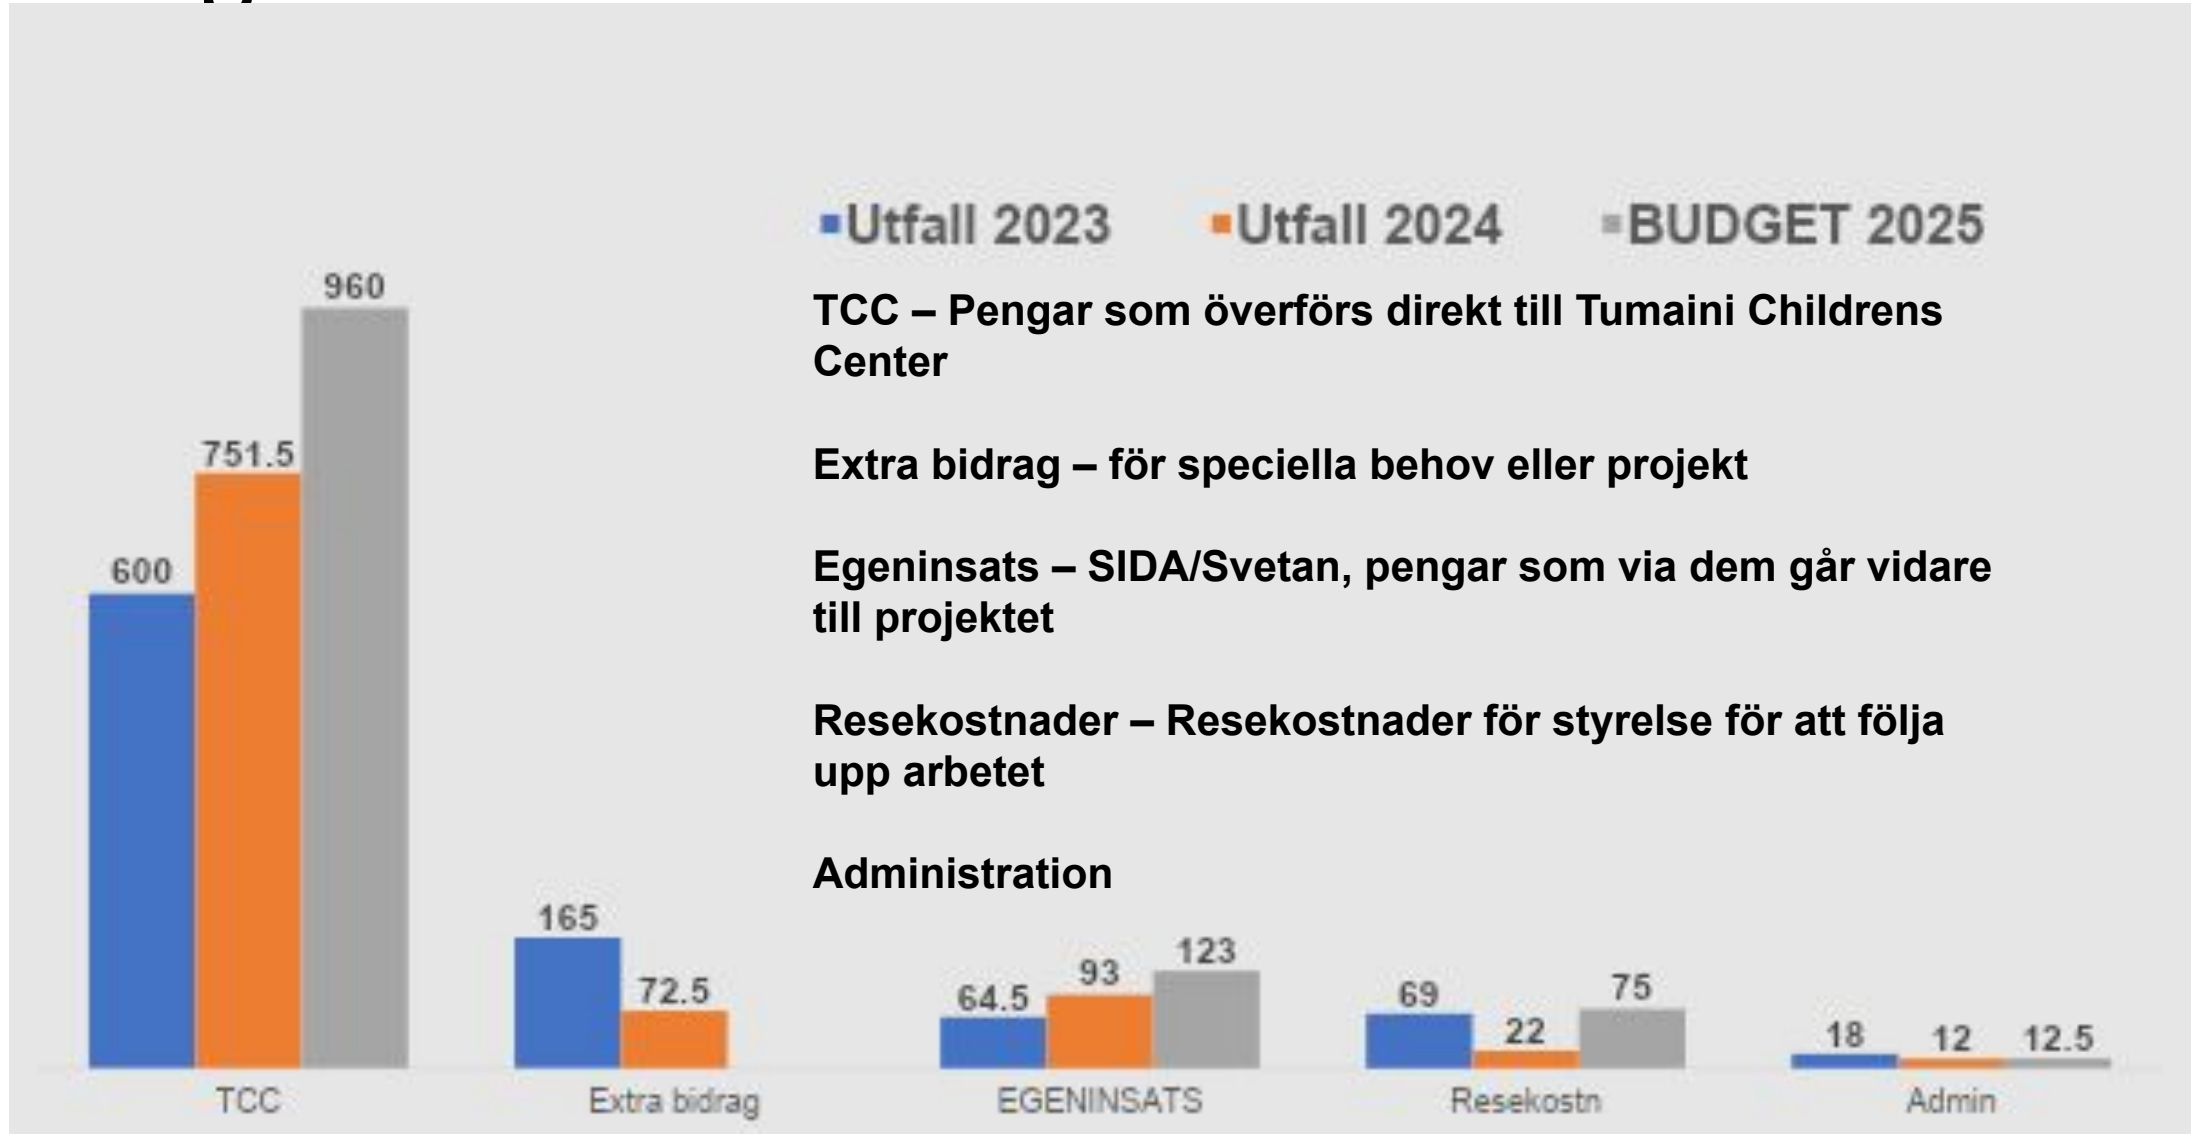 Utfall 2023 Utfall 2024 BUDGET 2025
TCC – Pengar som överförs direkt till Tumaini Childrens
Center
Extra bidrag – för speciella behov eller projekt
Egeninsats – SIDA/Svetan, pengar som via dem går vidare
till projektet
Resekostnader – Resekostnader för styrelse för att följa
upp arbetet
Administration
600 751.5 960
165 72.5
64.5 93 123
69 22 75
18 12 12.5
TCC Extra bidrag EGENINSATS Resekostn Admin